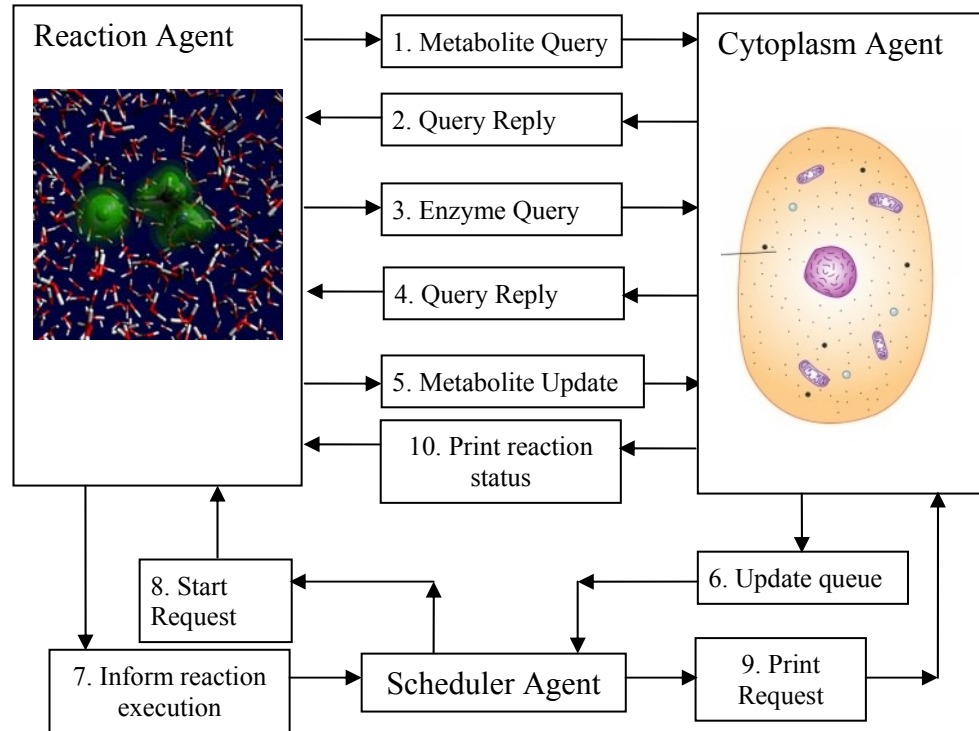 Reaction Agent
1. Metabolite Query
Cytoplasm Agent
2. Query Reply
3. Enzyme Query
4. Query Reply
5. Metabolite Update
10. Print reaction
status
8. Start
Request
6. Update queue
7. Inform reaction
execution
Scheduler Agent
9. Print
Request